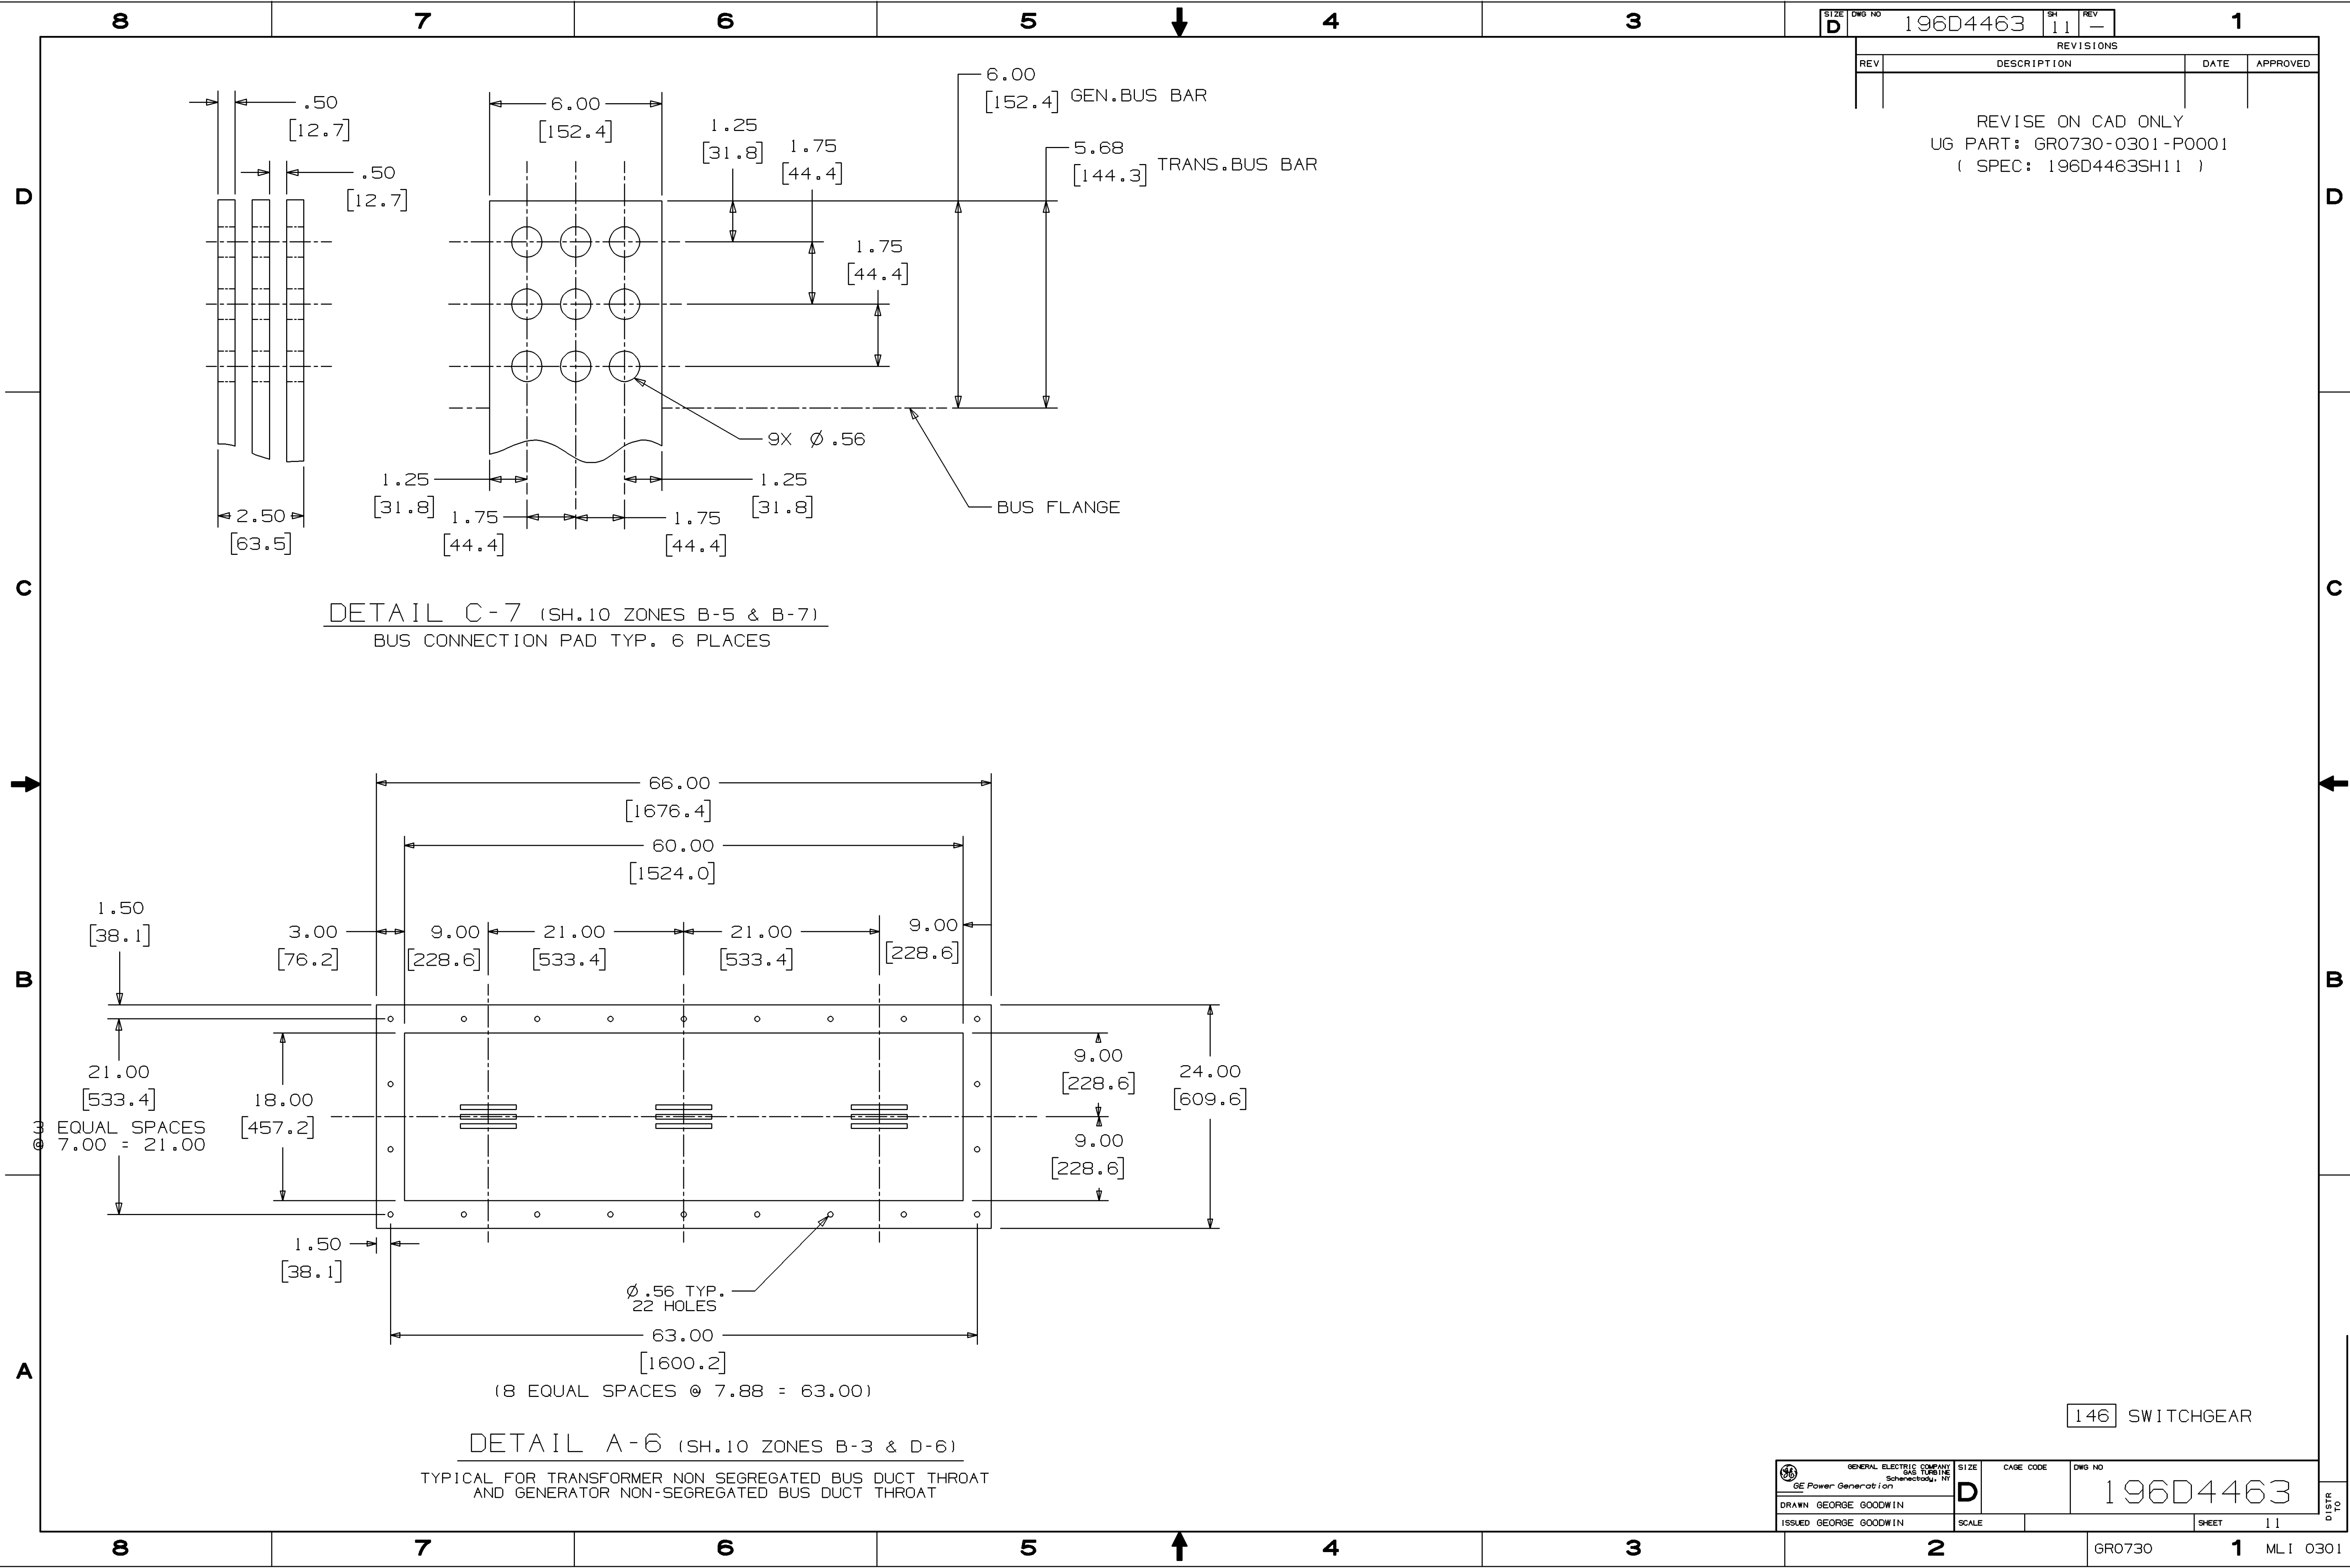 8 7 6 5 4 3 1
SIZE DWG NO SH REV
D 196D4463 11 —
REVISIONS
REV DESCRIPTION DATE APPROVED
REVISE ON CAD ONLY
UG PART: GR0730-0301-P0001
( SPEC: 196D4463SH11 )
D D
.50
[12.7]
.50
[12.7]
6.00
[152.4]
1.25
[31.8]
1.75
[44.4]
1.75
[44.4]
6.00
[152.4] GEN.BUS BAR
5.68
[144.3] TRANS.BUS BAR
9X Ø.56
BUS FLANGE
2.50
[63.5]
1.25
[31.8]
1.75
[44.4]
1.75
[44.4]
1.25
[31.8]
C C
DETAIL C-7 (SH.10 ZONES B-5 & B-7)
BUS CONNECTION PAD TYP. 6 PLACES
66.00
[1676.4]
60.00
[1524.0]
1.50
[38.1]
3.00
[76.2]
9.00
[228.6]
21.00
[533.4]
21.00
[533.4]
9.00
[228.6]
B B
21.00
[533.4]
3 EQUAL SPACES
@ 7.00 = 21.00
18.00
[457.2]
9.00
[228.6]
9.00
[228.6]
24.00
[609.6]
1.50
[38.1]
Ø.56 TYP.
22 HOLES
63.00
[1600.2]
(8 EQUAL SPACES @ 7.88 = 63.00)
A
DETAIL A-6 (SH.10 ZONES B-3 & D-6)
TYPICAL FOR TRANSFORMER NON SEGREGATED BUS DUCT THROAT
AND GENERATOR NON-SEGREGATED BUS DUCT THROAT
146 SWITCHGEAR
GE
GENERAL ELECTRIC COMPANY
GAS TURBINE
Schenectady, NY
GE Power Generation
DRAWN GEORGE GOODWIN
ISSUED GEORGE GOODWIN
SIZE CAGE CODE DWG NO
D 196D4463
SCALE SHEET 11
DISTR
TO
8 7 6 5 4 3 2 GR0730 1 MLI 0301